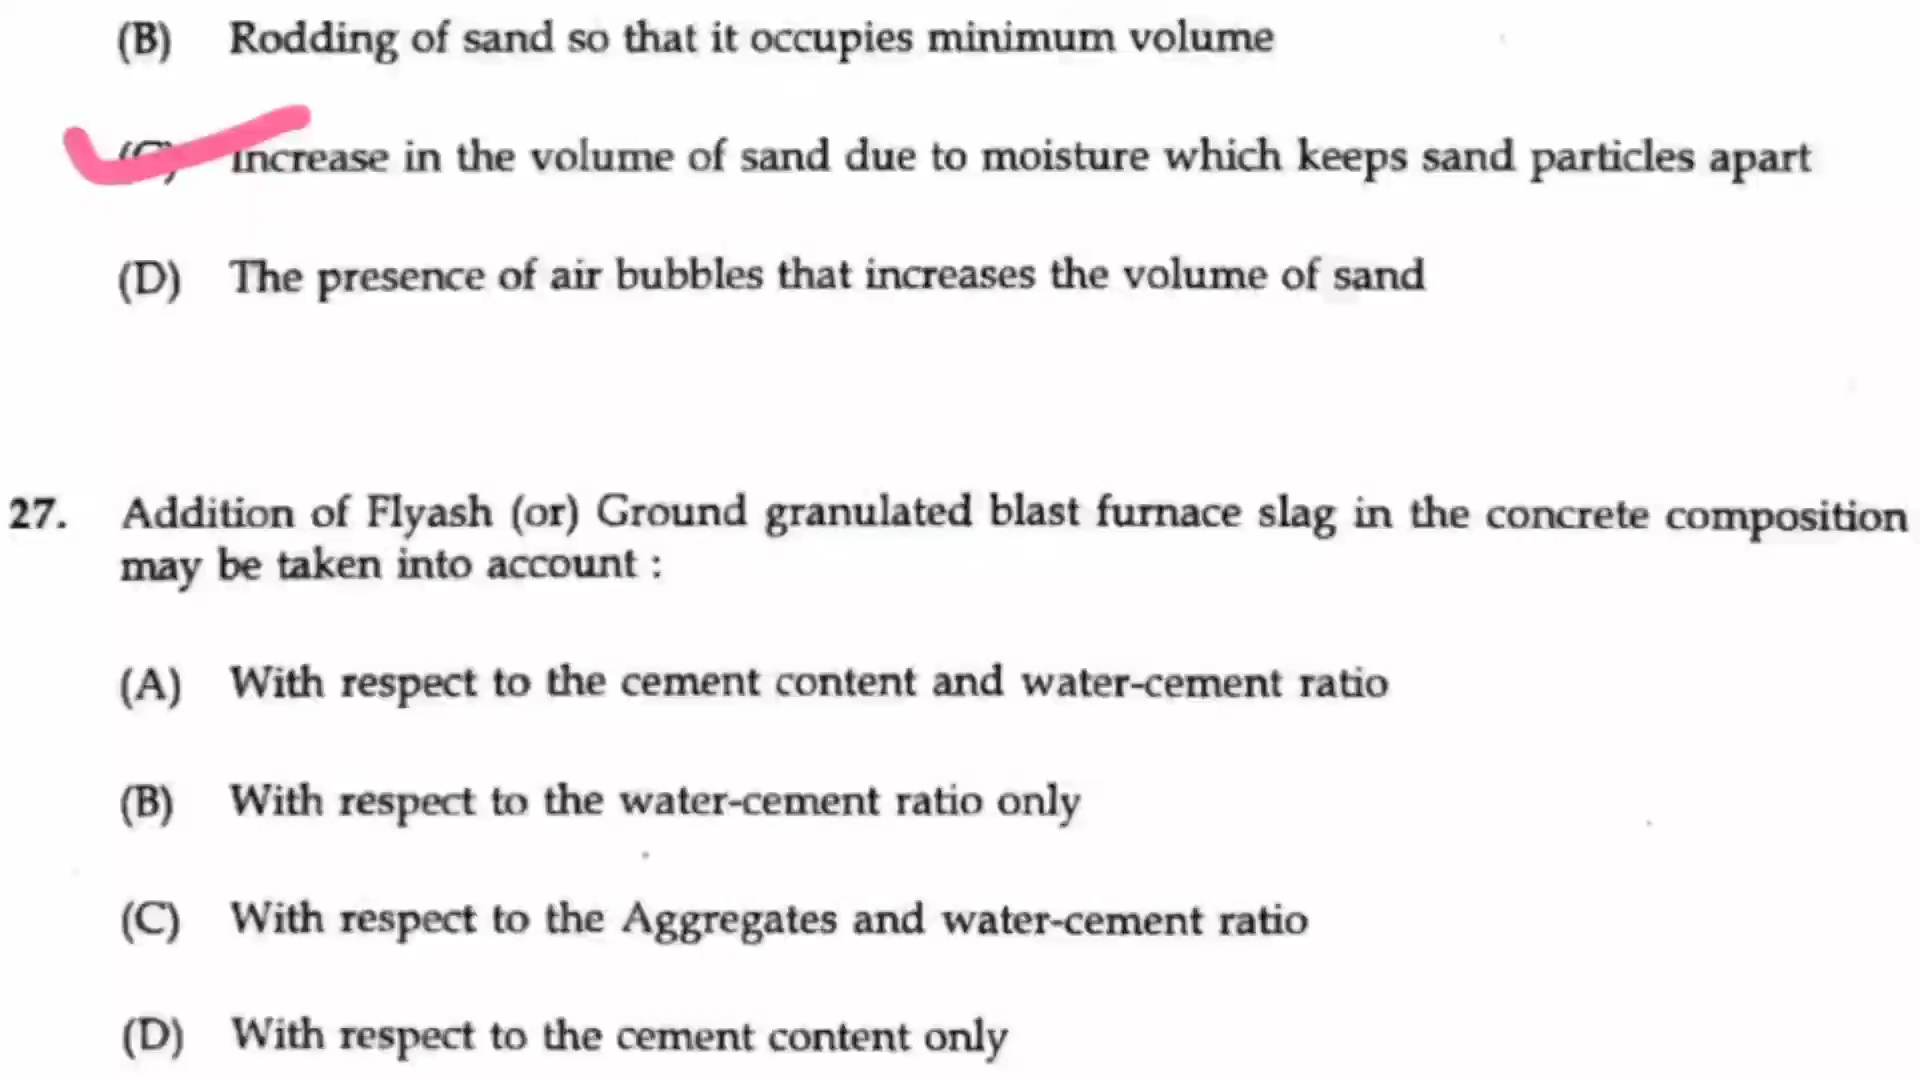 (B) Rodding of sand so that it occupies minimum volume
(C) Increase in the volume of sand due to moisture which keeps sand particles apart
(D) The presence of air bubbles that increases the volume of sand
27. Addition of Flyash (or) Ground granulated blast furnace slag in the concrete composition
may be taken into account :
(A) With respect to the cement content and water-cement ratio
(B) With respect to the water-cement ratio only
(C) With respect to the Aggregates and water-cement ratio
(D) With respect to the cement content only